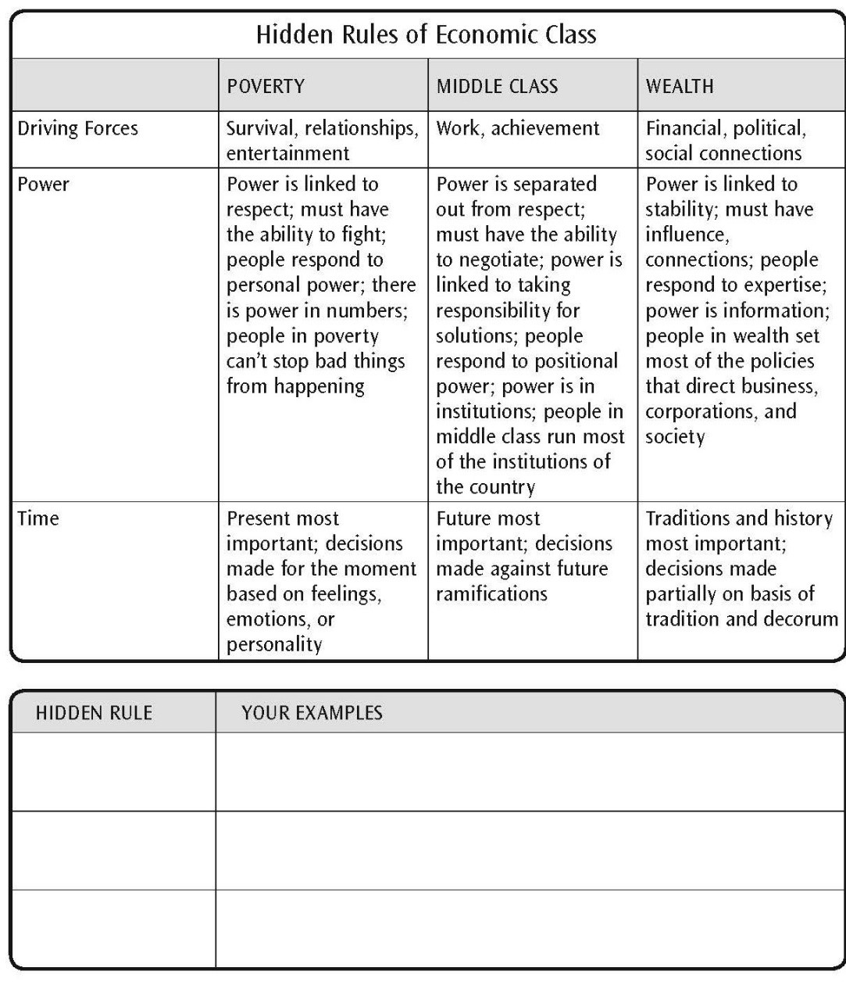 Hidden Rules of Economic Class
POVERTY
MIDDLE CLASS
WEALTH
Driving Forces
Survival, relationships,
entertainment
Work, achievement
Financial, political,
social connections
Power
Power is linked to
respect; must have
the ability to fight;
people respond to
personal power; there
is power in numbers;
people in poverty
can't stop bad things
from happening
Power is separated
out from respect;
must have the ability
to negotiate; power is
linked to taking
responsibility for
solutions; people
respond to positional
power; power is in
institutions; people in
middle class run most
of the institutions of
the country
Power is linked to
stability; must have
influence,
connections; people
respond to expertise;
power is information;
people in wealth set
most of the policies
that direct business,
corporations, and
society
Time
Present most
important; decisions
made for the moment
based on feelings,
emotions, or
personality
Future most
important; decisions
made against future
ramifications
Traditions and history
most important;
decisions made
partially on basis of
tradition and decorum
HIDDEN RULE
YOUR EXAMPLES